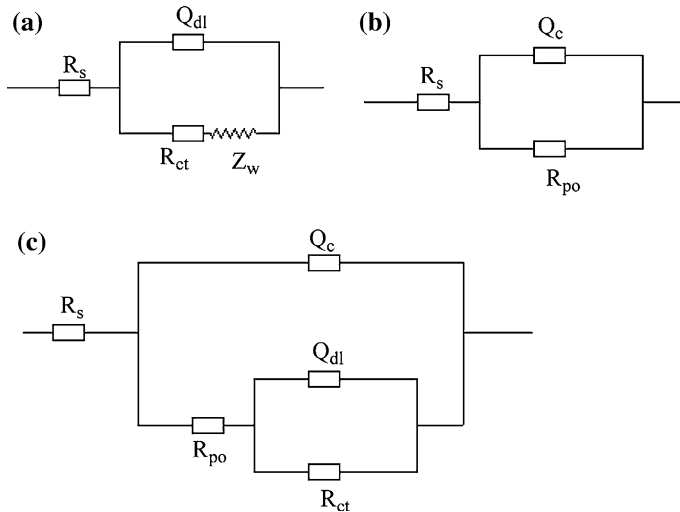 (a)
Q_dl
R_s
R_ct
Z_w
(b)
Q_c
R_s
R_po
(c)
Q_c
R_s
Q_dl
R_po
R_ct